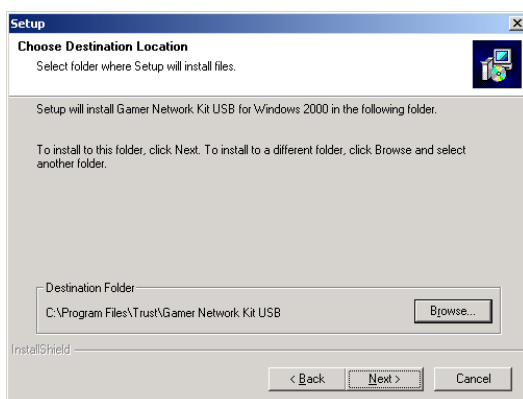 Setup
Choose Destination Location
Select folder where Setup will install files.
Setup will install Gamer Network Kit USB for Windows 2000 in the following folder.
To install to this folder, click Next. To install to a different folder, click Browse and select
another folder.
Destination Folder
C:\Program Files\Trust\Gamer Network Kit USB
Browse...
InstallShield
< Back
Next >
Cancel